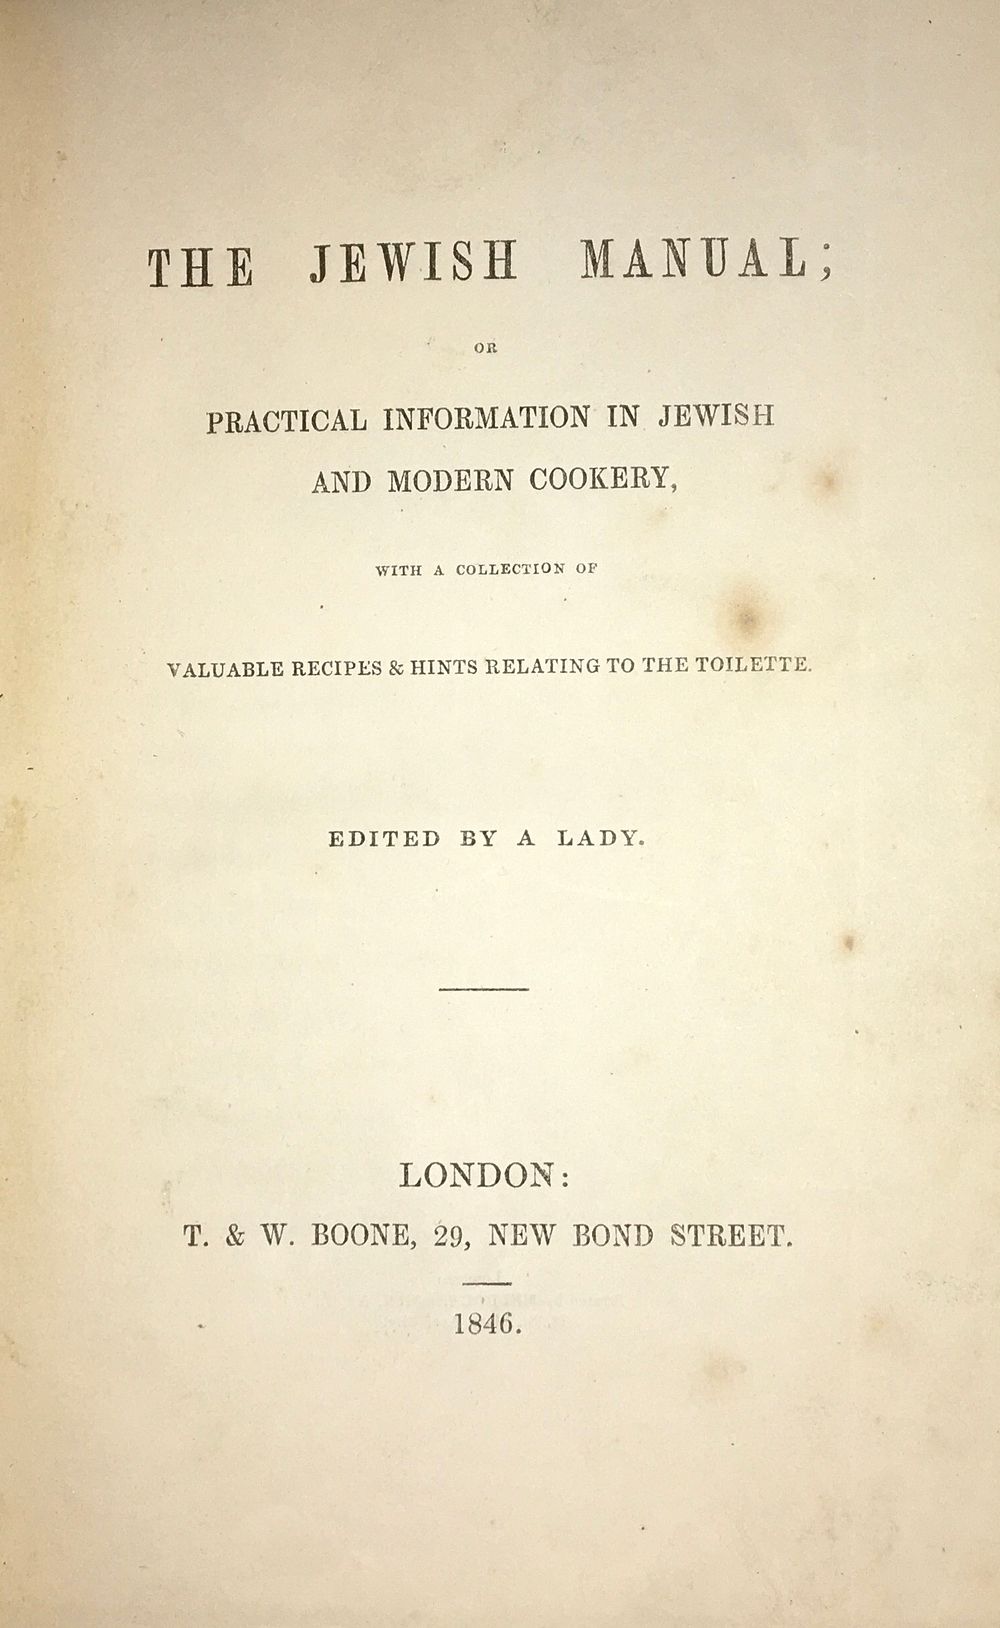 THE JEWISH MANUAL;
OR
PRACTICAL INFORMATION IN JEWISH
AND MODERN COOKERY,
WITH A COLLECTION OF
VALUABLE RECIPES & HINTS RELATING TO THE TOILETTE.
EDITED BY A LADY.
LONDON:
T. & W. BOONE, 29, NEW BOND STREET.
1846.